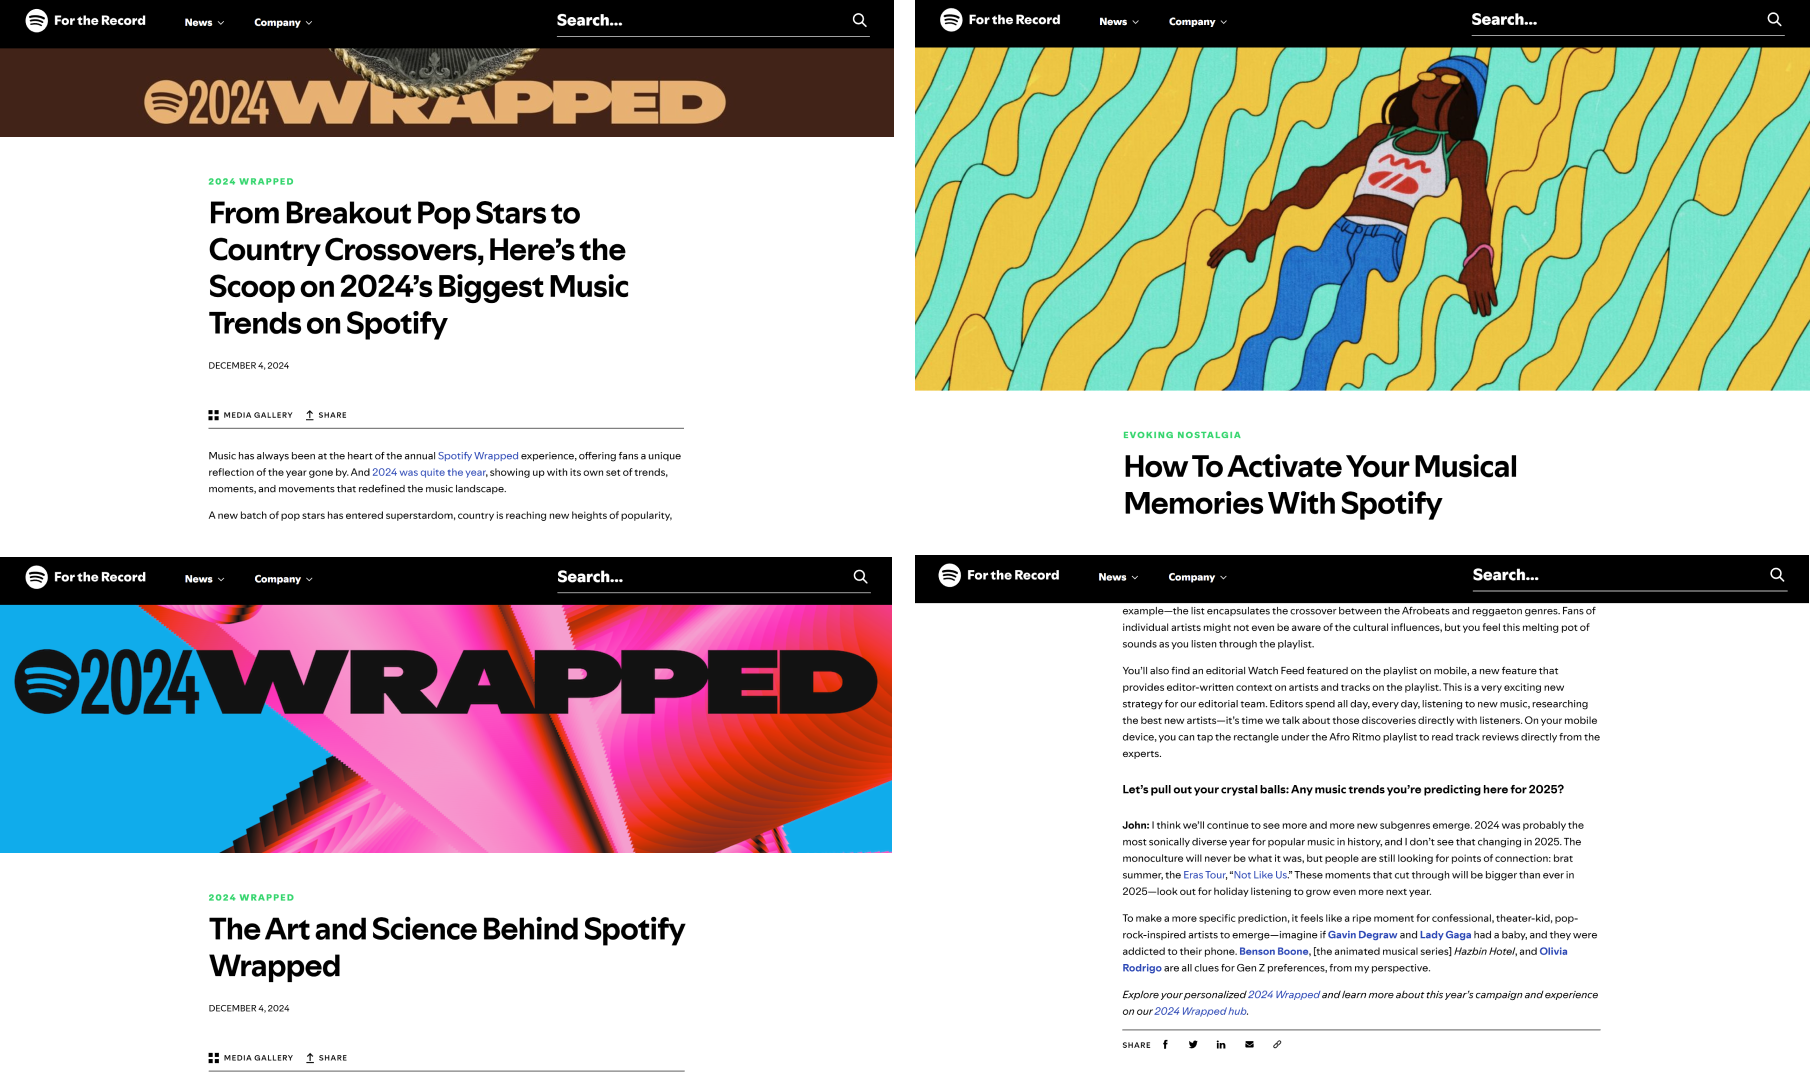 For the Record
News
Company
Search...
2024 WRAPPED
2024 WRAPPED
From Breakout Pop Stars to
Country Crossovers, Here’s the
Scoop on 2024’s Biggest Music
Trends on Spotify
DECEMBER 4, 2024
MEDIA GALLERY
SHARE
Music has always been at the heart of the annual Spotify Wrapped experience, offering fans a unique
reflection of the year gone by. And 2024 was quite the year, showing up with its own set of trends,
moments, and movements that redefined the music landscape.
A new batch of pop stars has entered superstardom, country is reaching new heights of popularity,
For the Record
News
Company
Search...
EVOKING NOSTALGIA
How To Activate Your Musical
Memories With Spotify
For the Record
News
Company
Search...
2024 WRAPPED
2024 WRAPPED
The Art and Science Behind Spotify
Wrapped
DECEMBER 4, 2024
MEDIA GALLERY
SHARE
For the Record
News
Company
Search...
example—the list encapsulates the crossover between the Afrobeats and reggaeton genres. Fans of
individual artists might not even be aware of the cultural influences, but you feel this melting pot of
sounds as you listen through the playlist.
You’ll also find an editorial Watch Feed featured on the playlist on mobile, a new feature that
provides editor-written context on artists and tracks on the playlist. This is a very exciting new
strategy for our editorial team. Editors spend all day, every day, listening to new music, researching
the best new artists—it’s time we talk about those discoveries directly with listeners. On your mobile
device, you can tap the rectangle under the Afro Ritmo playlist to read track reviews directly from the
experts.
Let’s pull out your crystal balls: Any music trends you’re predicting here for 2025?
John: I think we’ll continue to see more and more new subgenres emerge. 2024 was probably the
most sonically diverse year for popular music in history, and I don’t see that changing in 2025. The
monoculture will never be what it was, but people are still looking for points of connection: brat
summer, the Eras Tour, “Not Like Us.” These moments that cut through will be bigger than ever in
2025—look out for holiday listening to grow even more next year.
To make a more specific prediction, it feels like a ripe moment for confessional, theater-kid, pop-
rock-inspired artists to emerge—imagine if Gavin Degraw and Lady Gaga had a baby, and they were
addicted to their phone. Benson Boone, [the animated musical series] Hazbin Hotel, and Olivia
Rodrigo are all clues for Gen Z preferences, from my perspective.
Explore your personalized 2024 Wrapped and learn more about this year’s campaign and experience
on our 2024 Wrapped hub.
SHARE